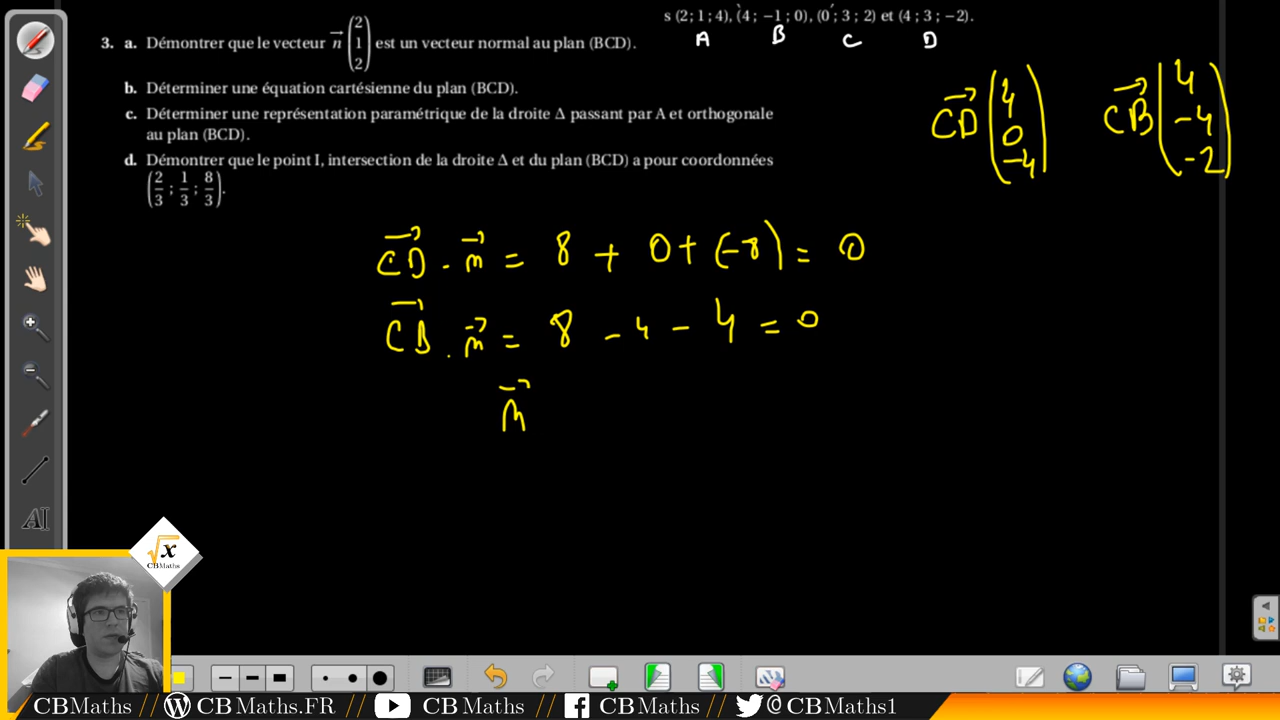 s (2; 1; 4), (4; −1; 0), (0; 3; 2) et (4; 3; −2).
A B C D
3. a. Démontrer que le vecteur n⃗ (2 1 2) est un vecteur normal au plan (BCD).
b. Déterminer une équation cartésienne du plan (BCD).
c. Déterminer une représentation paramétrique de la droite Δ passant par A et orthogonale
au plan (BCD).
d. Démontrer que le point I, intersection de la droite Δ et du plan (BCD) a pour coordonnées
(2/3 ; 1/3 ; 8/3).
CD⃗ (4 0 −4) CB⃗ (4 −4 −2)
CD⃗ . n⃗ = 8 + 0 + (−8) = 0
CB⃗ . n⃗ = 8 − 4 − 4 = 0
n⃗
AI
√x
CBMaths
CBMaths / CBMaths.FR / CBMaths / CBMaths / @CBMaths1